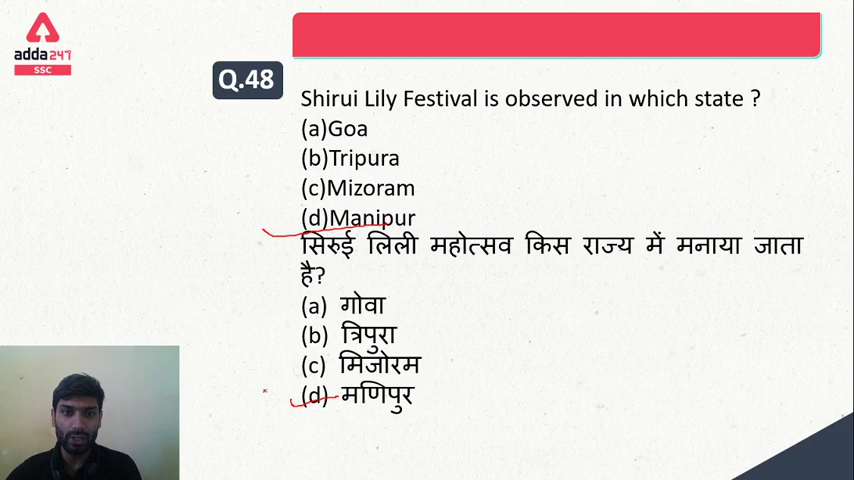 adda247
SSC
Q.48
Shirui Lily Festival is observed in which state ?
(a)Goa
(b)Tripura
(c)Mizoram
(d)Manipur
सिरुई लिली महोत्सव किस राज्य में मनाया जाता
है?
(a) गोवा
(b) त्रिपुरा
(c) मिजोरम
(d) मणिपुर